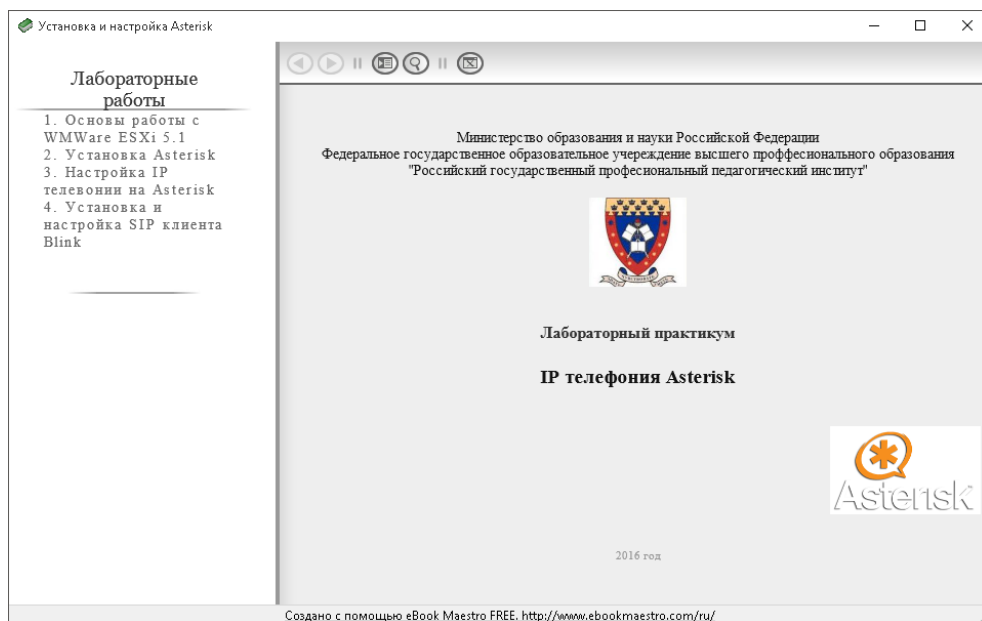 Установка и настройка Asterisk
Лабораторные
работы
1. Основы работы с
WMWare ESXi 5.1
2. Установка Asterisk
3. Настройка IP
телевонии на Asterisk
4. Установка и
настройка SIP клиента
Blink
Министерство образования и науки Российской Федерации
Федеральное государственное образовательное учереждение высшего проффесионального образования
"Российский государственный професиональный педагогический институт"
Лабораторный практикум
IP телефония Asterisk
Asterisk
2016 год
Создано с помощью eBook Maestro FREE. http://www.ebookmaestro.com/ru/